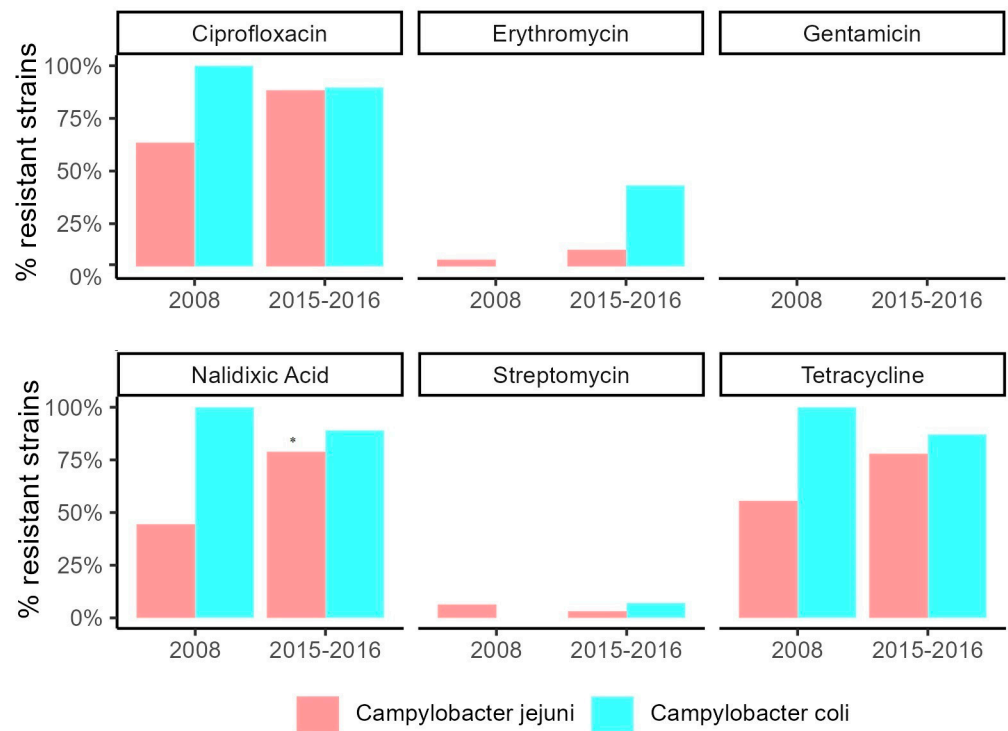 Ciprofloxacin Erythromycin Gentamicin
% resistant strains
100%
75%
50%
25%
0%
2008 2015-2016 2008 2015-2016 2008 2015-2016
Nalidixic Acid Streptomycin Tetracycline
% resistant strains
100%
75%
50%
25%
0%
*
2008 2015-2016 2008 2015-2016 2008 2015-2016
Campylobacter jejuni Campylobacter coli